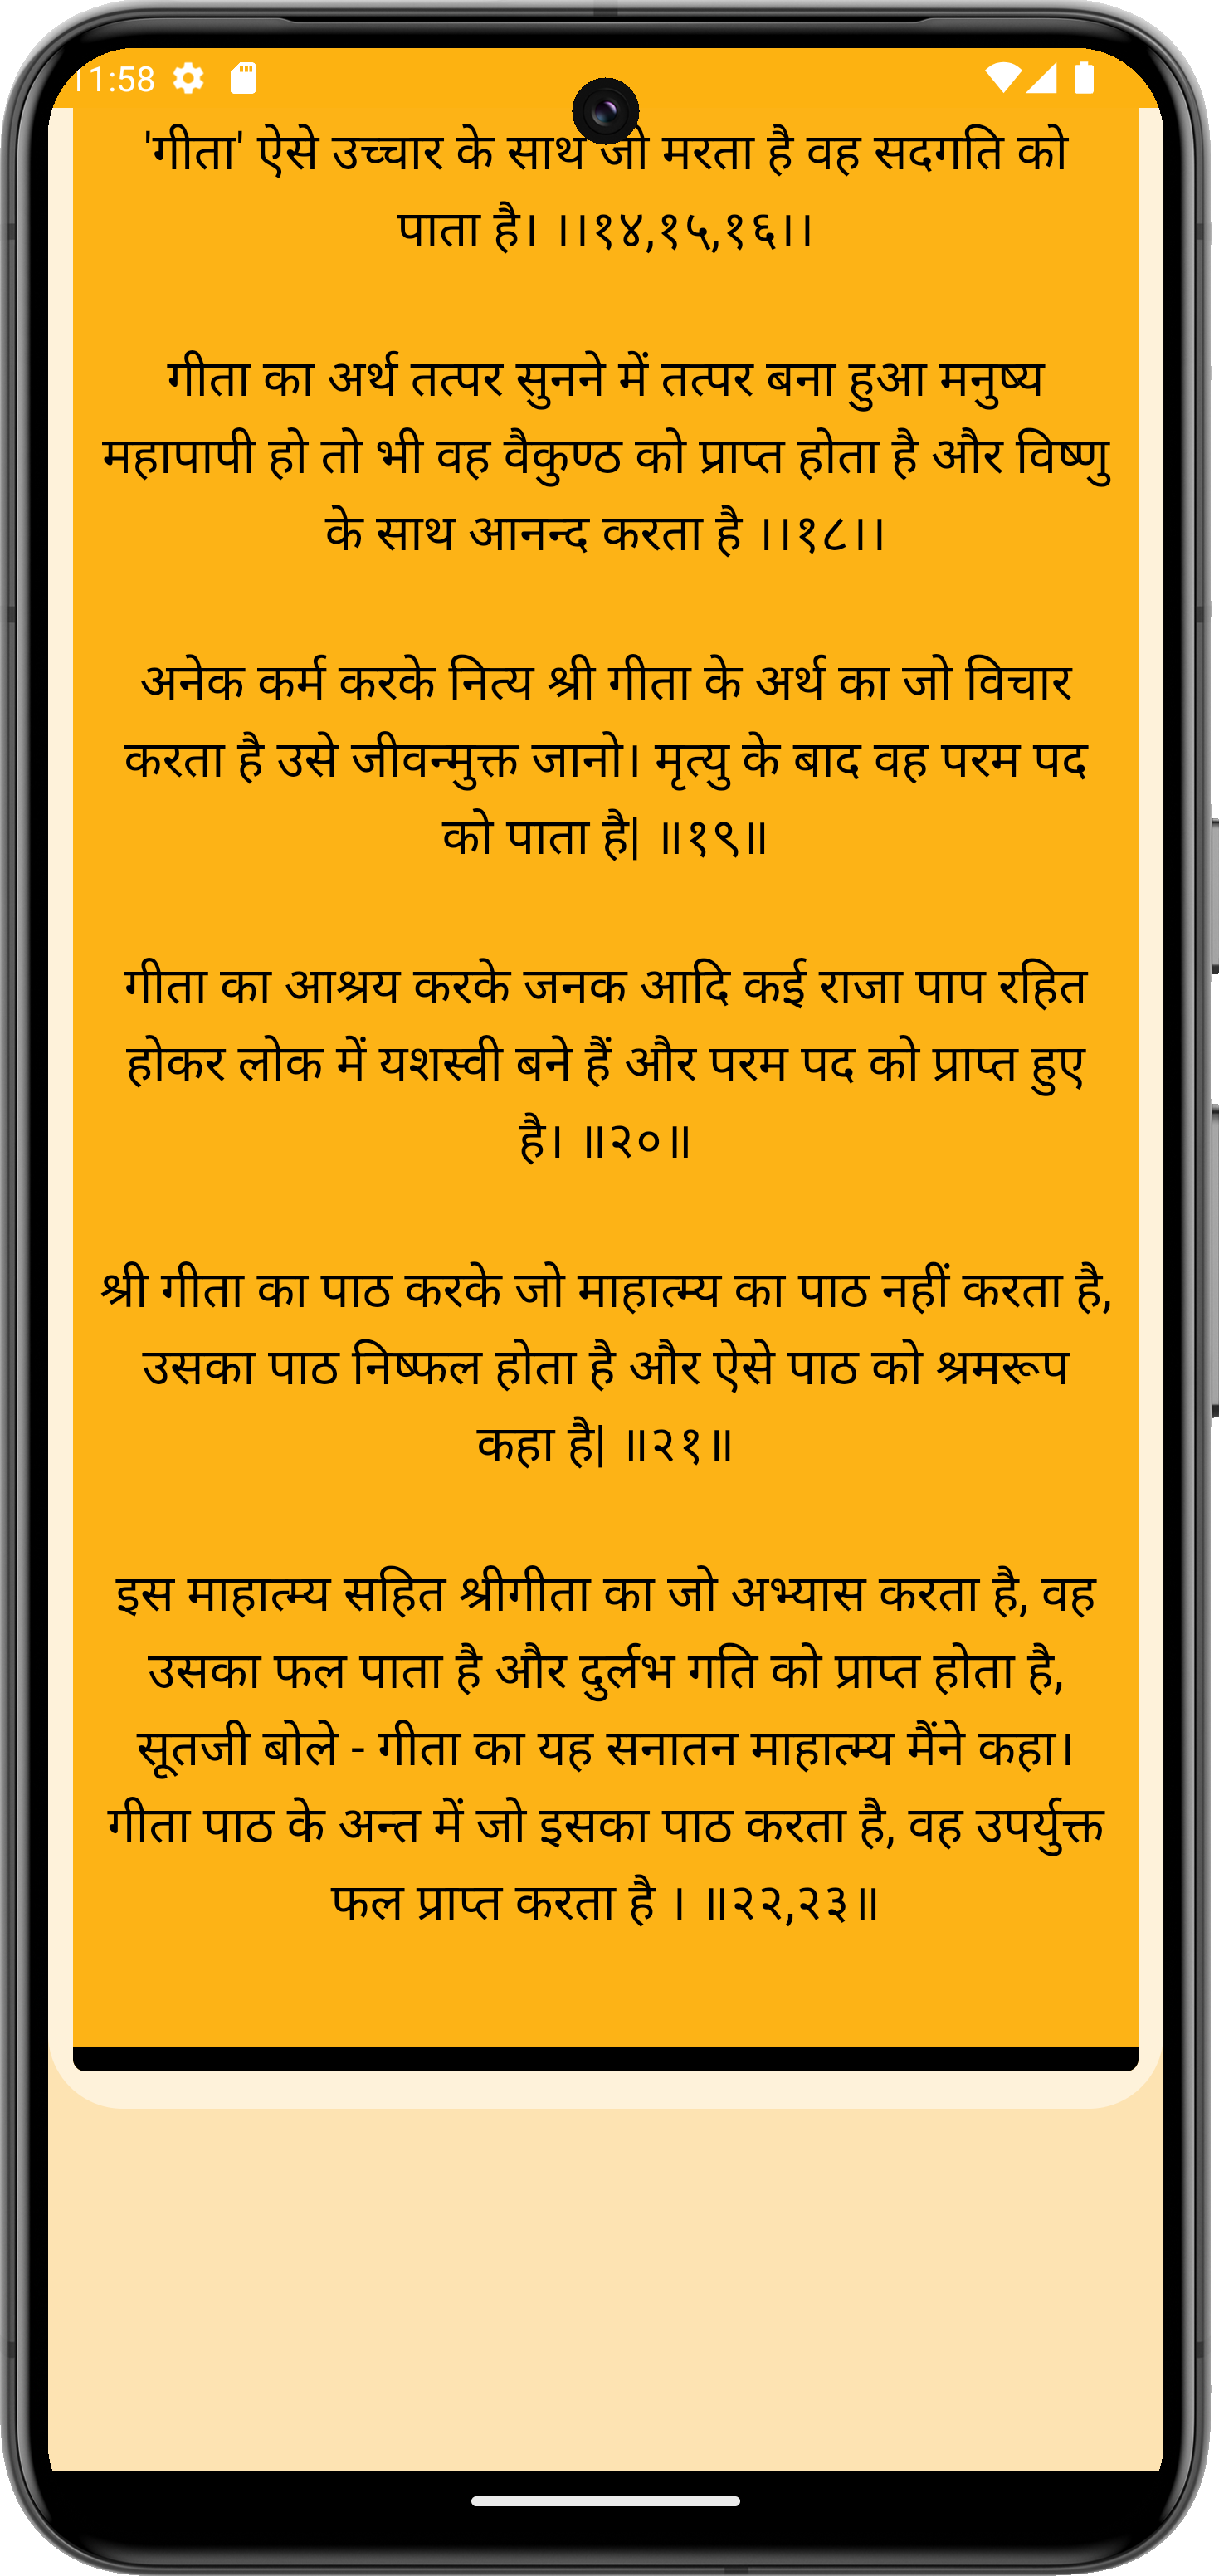 11:58
'गीता' ऐसे उच्चार के साथ जो मरता है वह सदगति को
पाता है। ।।१४,१५,१६।।
गीता का अर्थ तत्पर सुनने में तत्पर बना हुआ मनुष्य
महापापी हो तो भी वह वैकुण्ठ को प्राप्त होता है और विष्णु
के साथ आनन्द करता है ।।१८।।
अनेक कर्म करके नित्य श्री गीता के अर्थ का जो विचार
करता है उसे जीवन्मुक्त जानो। मृत्यु के बाद वह परम पद
को पाता है| ॥१९॥
गीता का आश्रय करके जनक आदि कई राजा पाप रहित
होकर लोक में यशस्वी बने हैं और परम पद को प्राप्त हुए
है। ॥२०॥
श्री गीता का पाठ करके जो माहात्म्य का पाठ नहीं करता है,
उसका पाठ निष्फल होता है और ऐसे पाठ को श्रमरूप
कहा है| ॥२१॥
इस माहात्म्य सहित श्रीगीता का जो अभ्यास करता है, वह
उसका फल पाता है और दुर्लभ गति को प्राप्त होता है,
सूतजी बोले - गीता का यह सनातन माहात्म्य मैंने कहा।
गीता पाठ के अन्त में जो इसका पाठ करता है, वह उपर्युक्त
फल प्राप्त करता है । ॥२२,२३॥